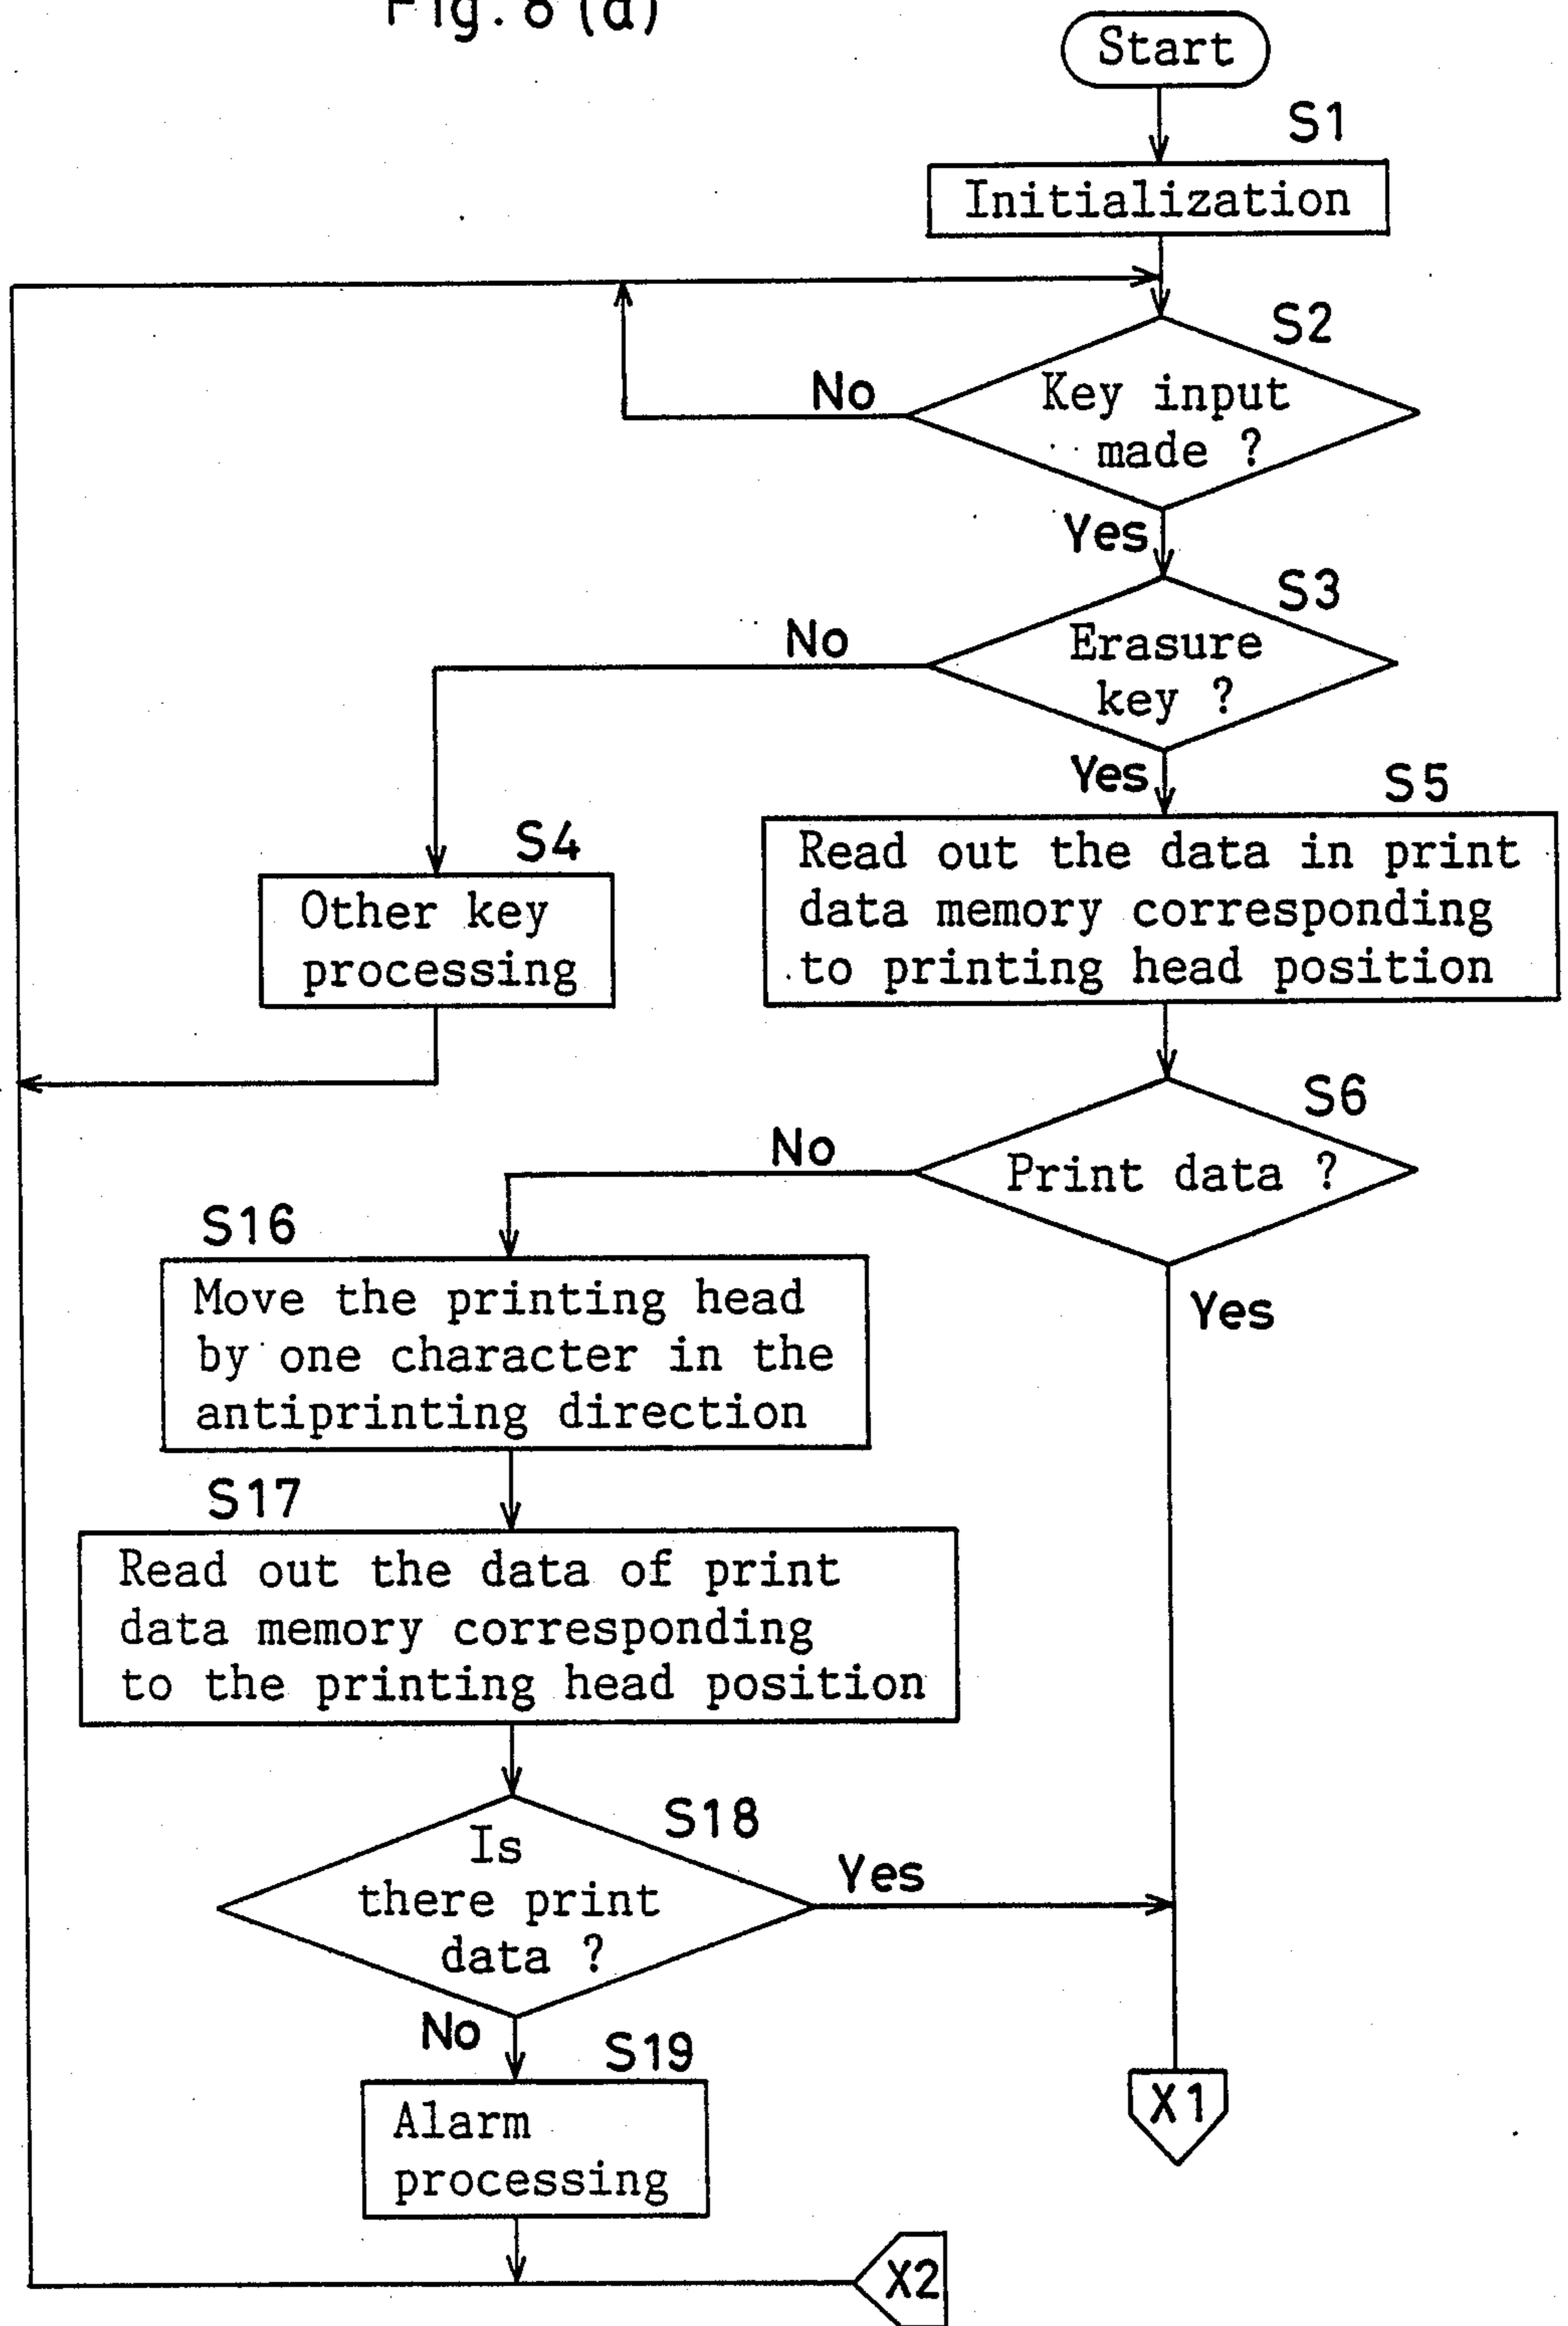 Fig. 8 (a)
Start
S1
Initialization
S2
Key input
made ?
No
Yes
S3
Erasure
key ?
No
Yes
S4
Other key
processing
S5
Read out the data in print
data memory corresponding
to printing head position
S6
Print data ?
No
Yes
S16
Move the printing head
by one character in the
antiprinting direction
S17
Read out the data of print
data memory corresponding
to the printing head position
S18
Is
there print
data ?
Yes
No
S19
Alarm
processing
X1
X2